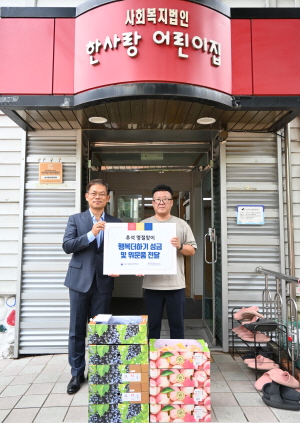 사회복지법인
한사랑 어린이집
추석 명절맞이
행복더하기 성금
및 위문품 전달